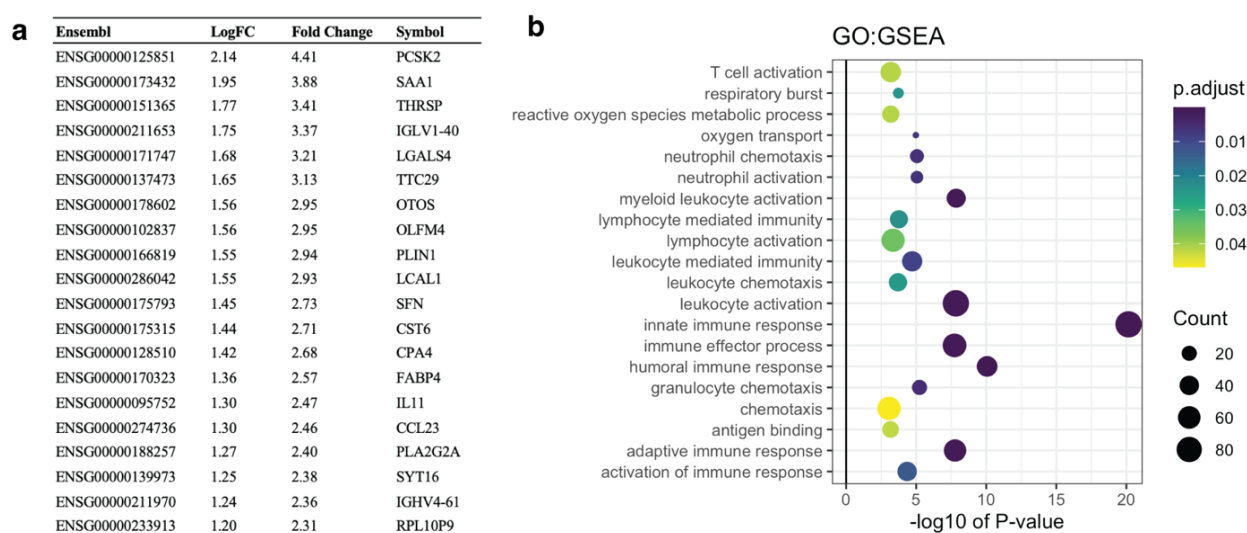 a
Ensembl LogFC Fold Change Symbol
ENSG00000125851 2.14 4.41 PCSK2
ENSG00000173432 1.95 3.88 SAA1
ENSG00000151365 1.77 3.41 THRSP
ENSG00000211653 1.75 3.37 IGLV1-40
ENSG00000171747 1.68 3.21 LGALS4
ENSG00000137473 1.65 3.13 TTC29
ENSG00000178602 1.56 2.95 OTOS
ENSG00000102837 1.56 2.95 OLFM4
ENSG00000166819 1.55 2.94 PLIN1
ENSG00000286042 1.55 2.93 LCAL1
ENSG00000175793 1.45 2.73 SFN
ENSG00000175315 1.44 2.71 CST6
ENSG00000128510 1.42 2.68 CPA4
ENSG00000170323 1.36 2.57 FABP4
ENSG00000095752 1.30 2.47 IL11
ENSG00000274736 1.30 2.46 CCL23
ENSG00000188257 1.27 2.40 PLA2G2A
ENSG00000139973 1.25 2.38 SYT16
ENSG00000211970 1.24 2.36 IGHV4-61
ENSG00000233913 1.20 2.31 RPL10P9
b
GO:GSEA
T cell activation
respiratory burst
reactive oxygen species metabolic process
oxygen transport
neutrophil chemotaxis
neutrophil activation
myeloid leukocyte activation
lymphocyte mediated immunity
lymphocyte activation
leukocyte mediated immunity
leukocyte chemotaxis
leukocyte activation
innate immune response
immune effector process
humoral immune response
granulocyte chemotaxis
chemotaxis
antigen binding
adaptive immune response
activation of immune response
0 5 10 15 20
-log10 of P-value
p.adjust
0.01
0.02
0.03
0.04
Count
20
40
60
80